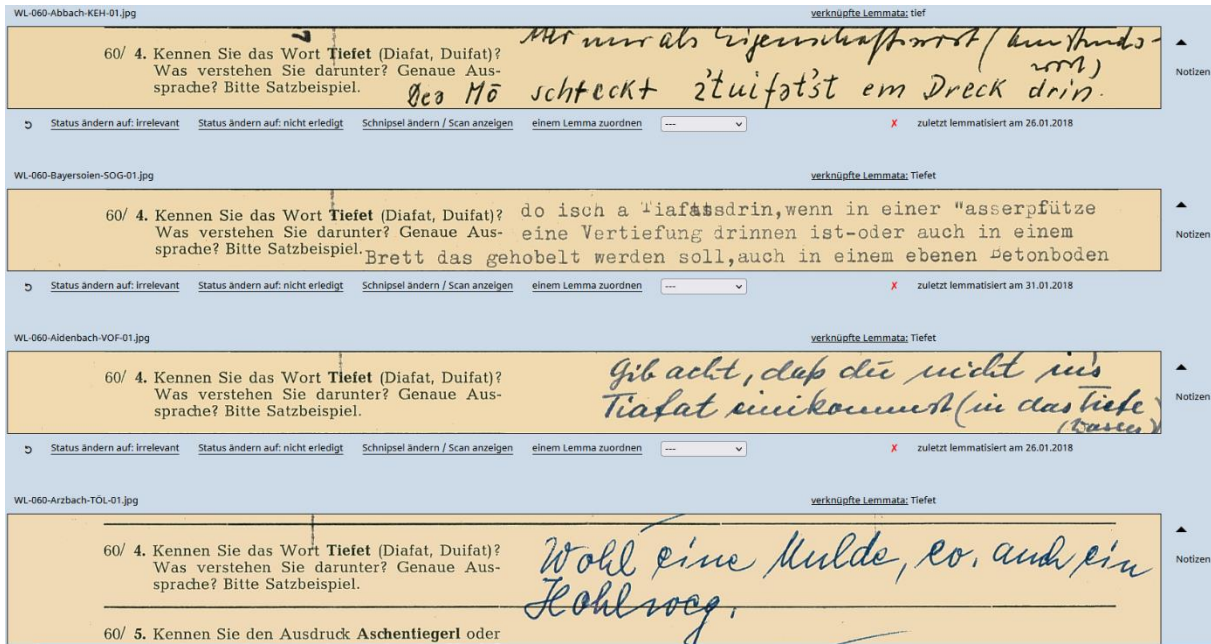 WL-060-Abbach-KEH-01.jpg verknüpfte Lemmata: tief
60/ 4. Kennen Sie das Wort Tiefet (Diafat, Duifat)? nur als Eigenschaftswort (Umstands-
Was verstehen Sie darunter? Genaue Aus- wort)
sprache? Bitte Satzbeispiel. Dea Mō schteckt z'tuifat'st em Dreck drin.
Notizen
Status ändern auf: irrelevant Status ändern auf: nicht erledigt Schnipsel ändern / Scan anzeigen einem Lemma zuordnen --- ✗ zuletzt lemmatisiert am 26.01.2018
WL-060-Bayersoien-SOG-01.jpg verknüpfte Lemmata: Tiefet
60/ 4. Kennen Sie das Wort Tiefet (Diafat, Duifat)? do isch a Tiafatsdrin,wenn in einer "asserpfütze
Was verstehen Sie darunter? Genaue Aus- eine Vertiefung drinnen ist-oder auch in einem
sprache? Bitte Satzbeispiel. Brett das gehobelt werden soll,auch in einem ebenen Betonboden
Notizen
Status ändern auf: irrelevant Status ändern auf: nicht erledigt Schnipsel ändern / Scan anzeigen einem Lemma zuordnen --- ✗ zuletzt lemmatisiert am 31.01.2018
WL-060-Aidenbach-VOF-01.jpg verknüpfte Lemmata: Tiefet
60/ 4. Kennen Sie das Wort Tiefet (Diafat, Duifat)? Gib acht, daß du nicht ins
Was verstehen Sie darunter? Genaue Aus- Tiafat einikommst (in das Tiefe
sprache? Bitte Satzbeispiel. (Wasser)
Notizen
Status ändern auf: irrelevant Status ändern auf: nicht erledigt Schnipsel ändern / Scan anzeigen einem Lemma zuordnen --- ✗ zuletzt lemmatisiert am 26.01.2018
WL-060-Arzbach-TÖL-01.jpg verknüpfte Lemmata: Tiefet
60/ 4. Kennen Sie das Wort Tiefet (Diafat, Duifat)? Wohl eine Mulde, ev. auch ein
Was verstehen Sie darunter? Genaue Aus- Hohlweg.
sprache? Bitte Satzbeispiel.
Notizen
60/ 5. Kennen Sie den Ausdruck Aschentiegerl oder